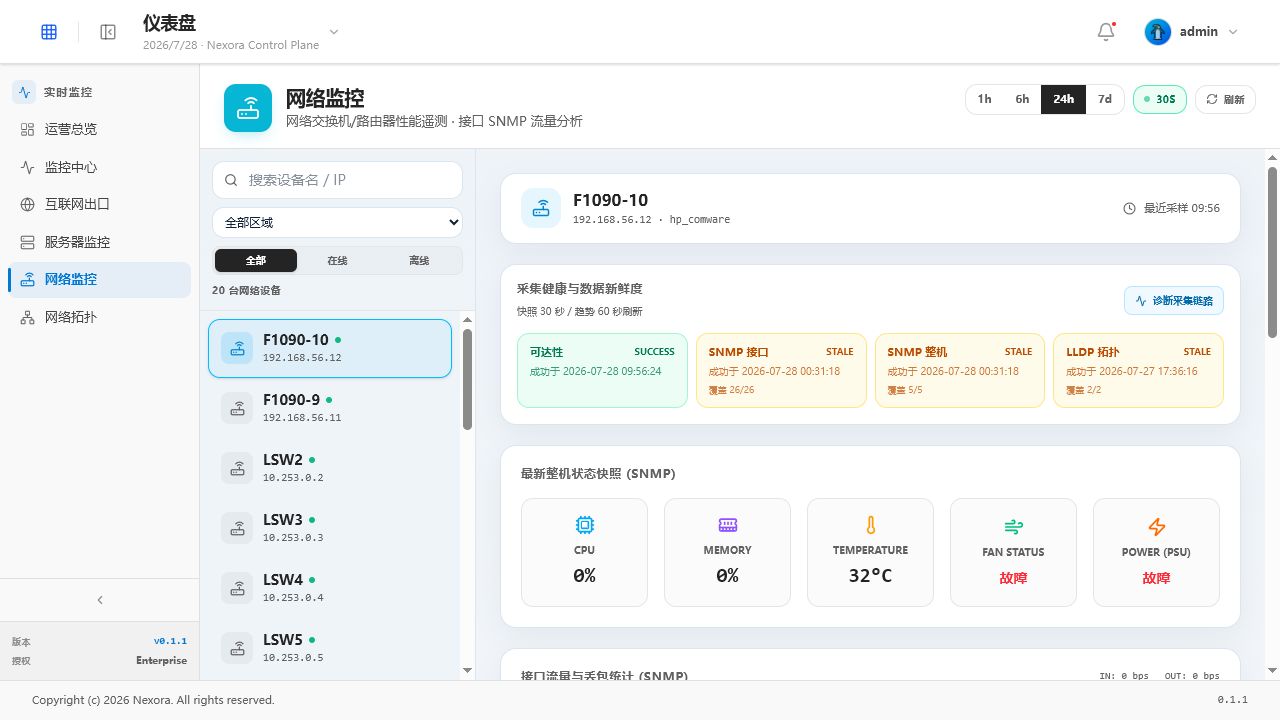 仪表盘
2026/7/28 · Nexora Control Plane
admin
实时监控
运营总览
监控中心
互联网出口
服务器监控
网络监控
网络拓扑
版本 v0.1.1
授权 Enterprise
网络监控
网络交换机/路由器性能遥测 · 接口 SNMP 流量分析
1h 6h 24h 7d 30S 刷新
搜索设备名 / IP
全部区域
全部 在线 离线
20 台网络设备
F1090-10
192.168.56.12
F1090-9
192.168.56.11
LSW2
10.253.0.2
LSW3
10.253.0.3
LSW4
10.253.0.4
LSW5
10.253.0.5
F1090-10
192.168.56.12 · hp_comware
最近采样 09:56
采集健康与数据新鲜度
快照 30 秒 / 趋势 60 秒刷新
诊断采集链路
可达性 SUCCESS
成功于 2026-07-28 09:56:24
SNMP 接口 STALE
成功于 2026-07-28 00:31:18
覆盖 26/26
SNMP 整机 STALE
成功于 2026-07-28 00:31:18
覆盖 5/5
LLDP 拓扑 STALE
成功于 2026-07-27 17:36:16
覆盖 2/2
最新整机状态快照 (SNMP)
CPU
0%
MEMORY
0%
TEMPERATURE
32°C
FAN STATUS
故障
POWER (PSU)
故障
接口流量与丢包统计 (SNMP)
IN: 0 bps OUT: 0 bps
Copyright (c) 2026 Nexora. All rights reserved.
0.1.1